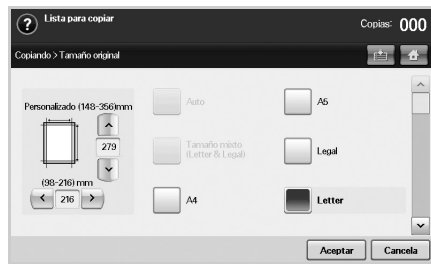 Lista para copiar
Copias: 000
Copiando > Tamaño original
Personalizado (148-356)mm
279
(98-216) mm
216
Auto
A5
Tamaño mixto
(Letter & Legal)
Legal
A4
Letter
Aceptar
Cancela